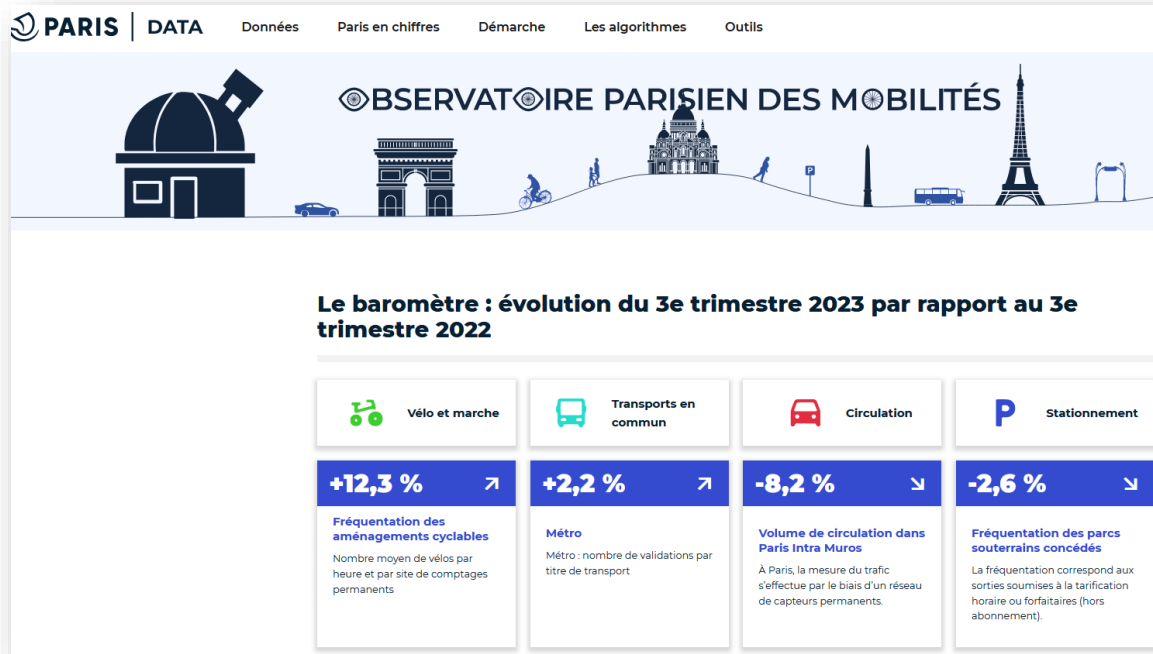 PARIS | DATA
Données
Paris en chiffres
Démarche
Les algorithmes
Outils
OBSERVATOIRE PARISIEN DES MOBILITÉS
P
Le baromètre : évolution du 3e trimestre 2023 par rapport au 3e
trimestre 2022
Vélo et marche
Transports en
commun
Circulation
P
Stationnement
+12,3 %
Fréquentation des
aménagements cyclables
Nombre moyen de vélos par
heure et par site de comptages
permanents
+2,2 %
Métro
Métro : nombre de validations par
titre de transport
-8,2 %
Volume de circulation dans
Paris Intra Muros
À Paris, la mesure du trafic
s'effectue par le biais d'un réseau
de capteurs permanents.
-2,6 %
Fréquentation des parcs
souterrains concédés
La fréquentation correspond aux
sorties soumises à la tarification
horaire ou forfaitaires (hors
abonnement).